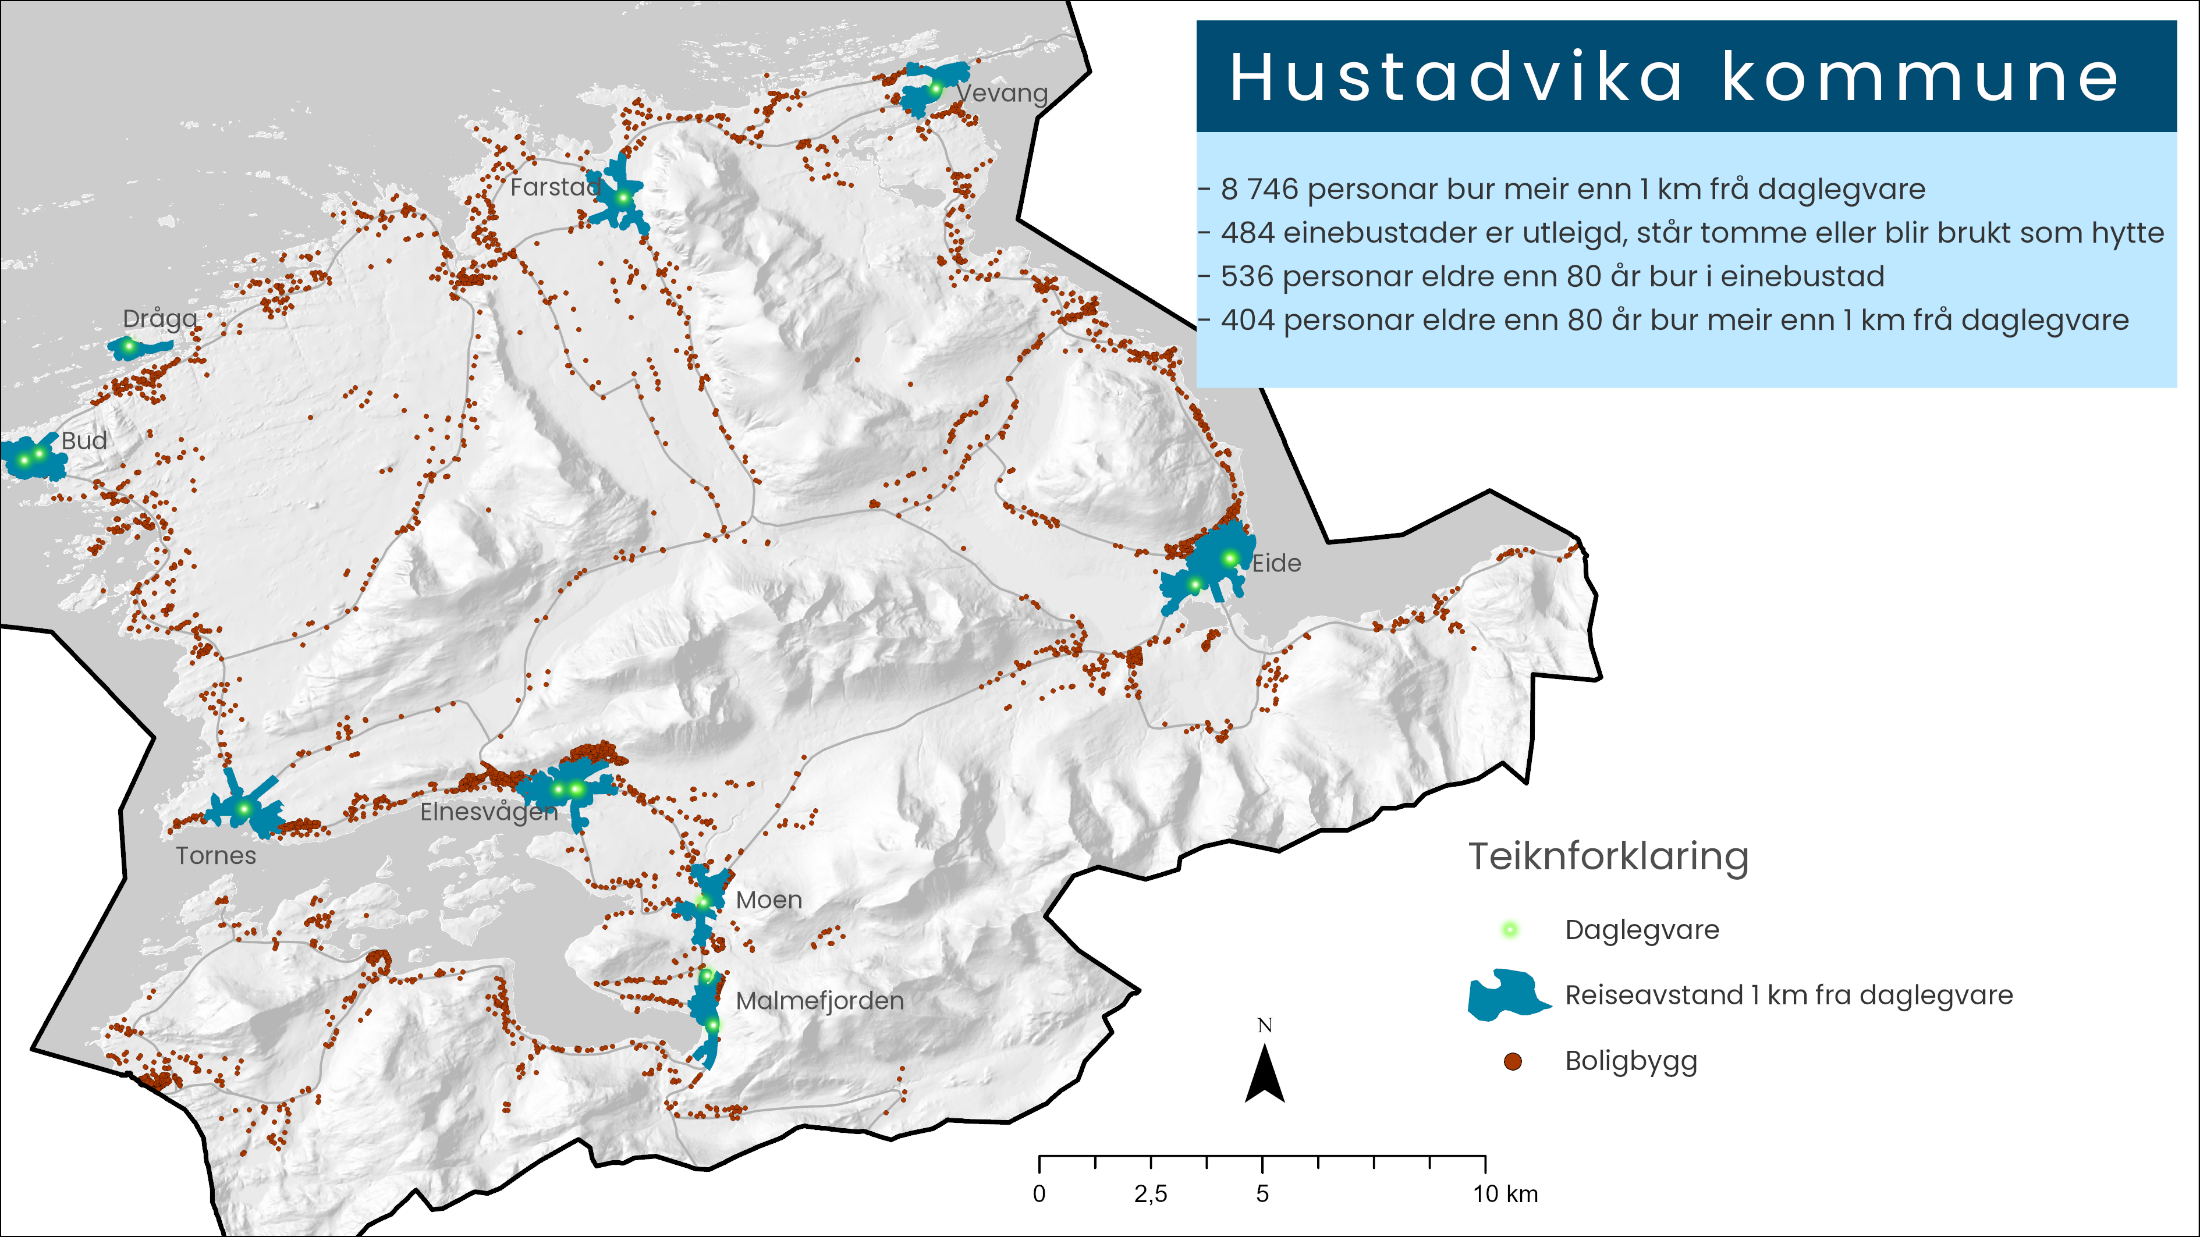 Hustadvika kommune
- 8 746 personar bur meir enn 1 km frå daglegvare
- 484 einebustader er utleigd, står tomme eller blir brukt som hytte
- 536 personar eldre enn 80 år bur i einebustad
- 404 personar eldre enn 80 år bur meir enn 1 km frå daglegvare
Vevang
Farstad
Dråga
Bud
Eide
Elnesvågen
Tornes
Moen
Malmefjorden
Teiknforklaring
Daglegvare
Reiseavstand 1 km fra daglegvare
Boligbygg
N
0 2,5 5 10 km